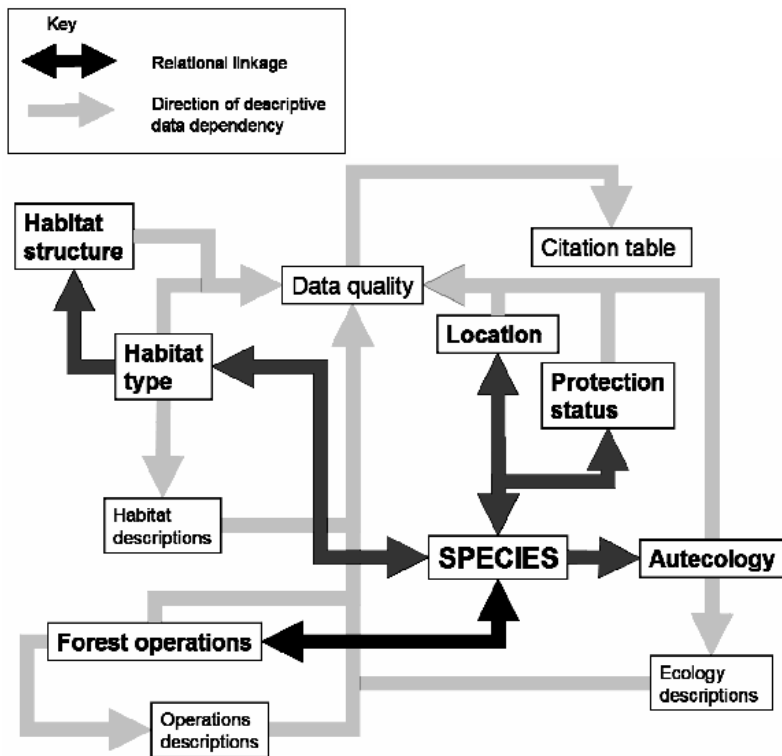 Key
Relational linkage
Direction of descriptive
data dependency
Habitat
structure
Citation table
Data quality
Location
Habitat
type
Protection
status
Habitat
descriptions
SPECIES
Autecology
Forest operations
Ecology
descriptions
Operations
descriptions